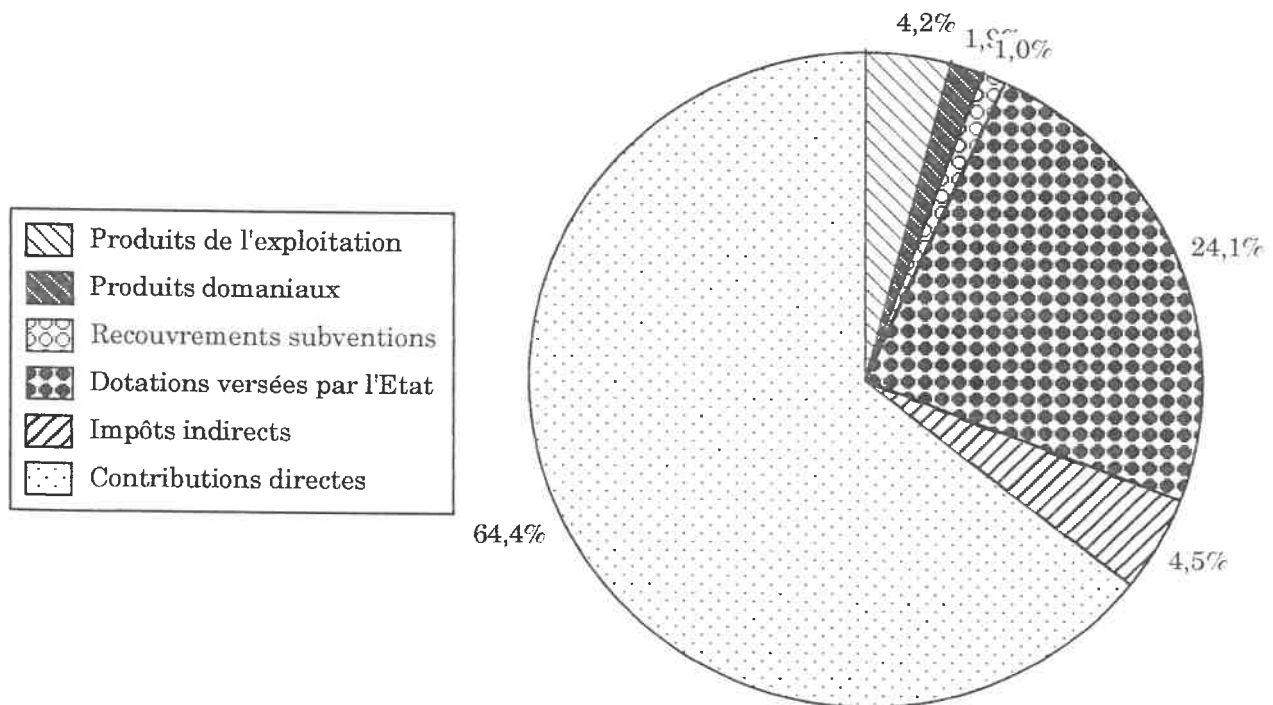 4,2%
1,0%
24,1%
4,5%
64,4%
Produits de l'exploitation
Produits domaniaux
Recouvrements subventions
Dotations versées par l'Etat
Impôts indirects
Contributions directes